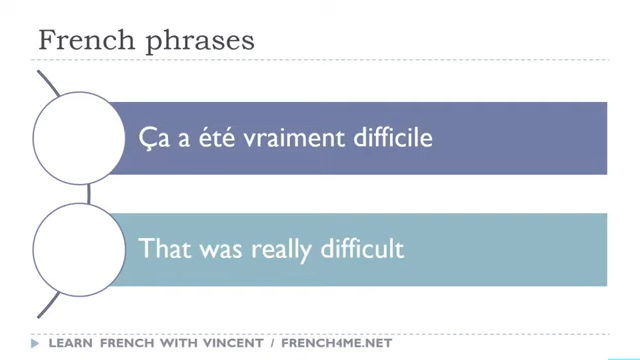 French phrases
Ça a été vraiment difficile
That was really difficult
LEARN FRENCH WITH VINCENT / FRENCH4ME.NET